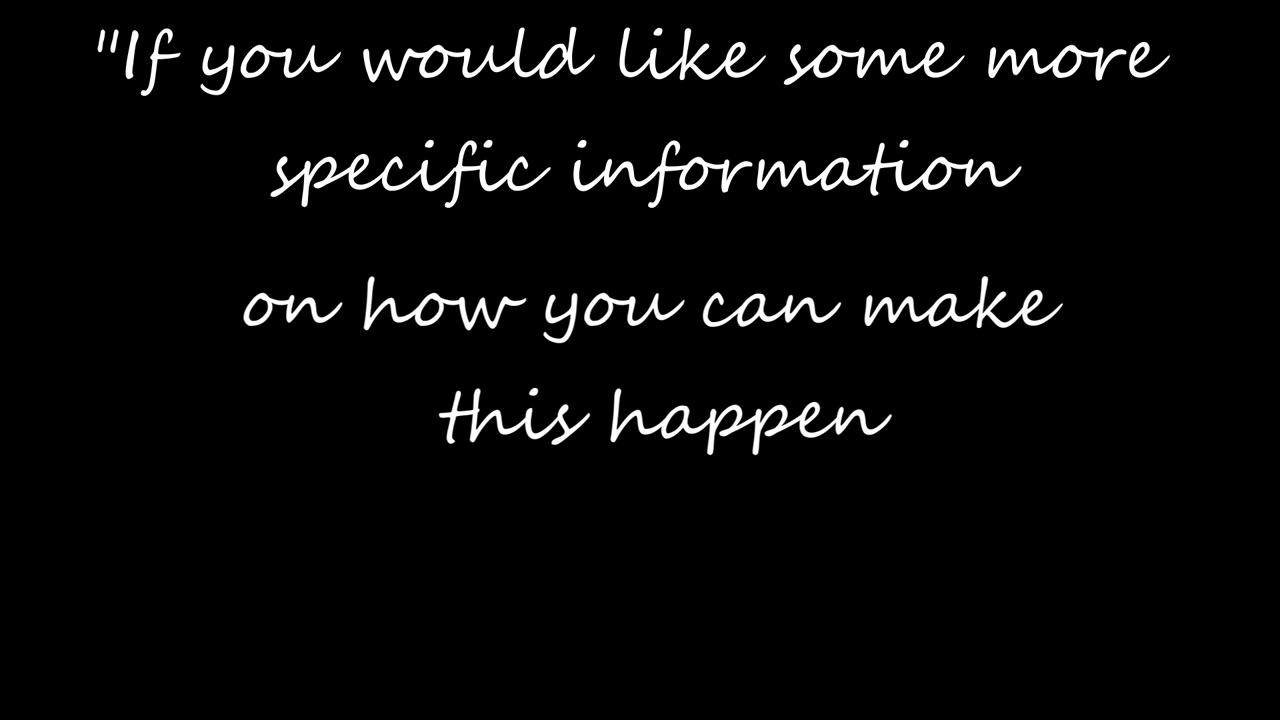 "If you would like some more
specific information
on how you can make
this happen